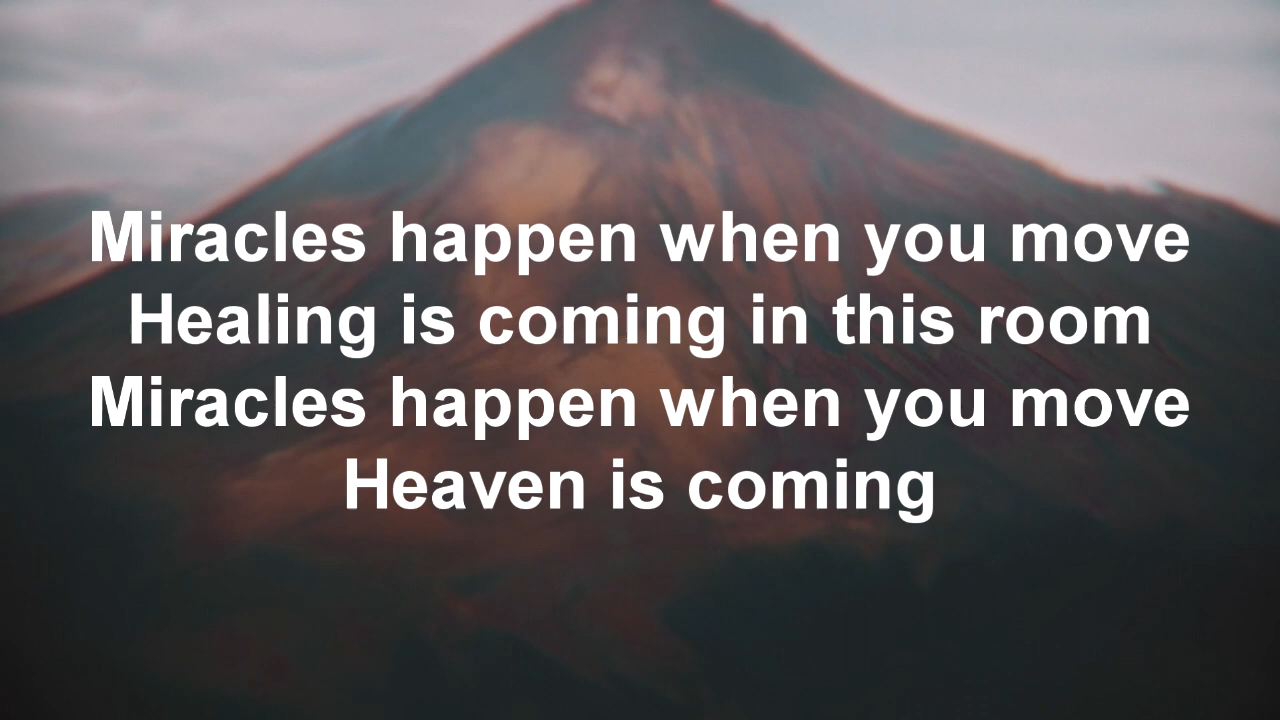 Miracles happen when you move
Healing is coming in this room
Miracles happen when you move
Heaven is coming